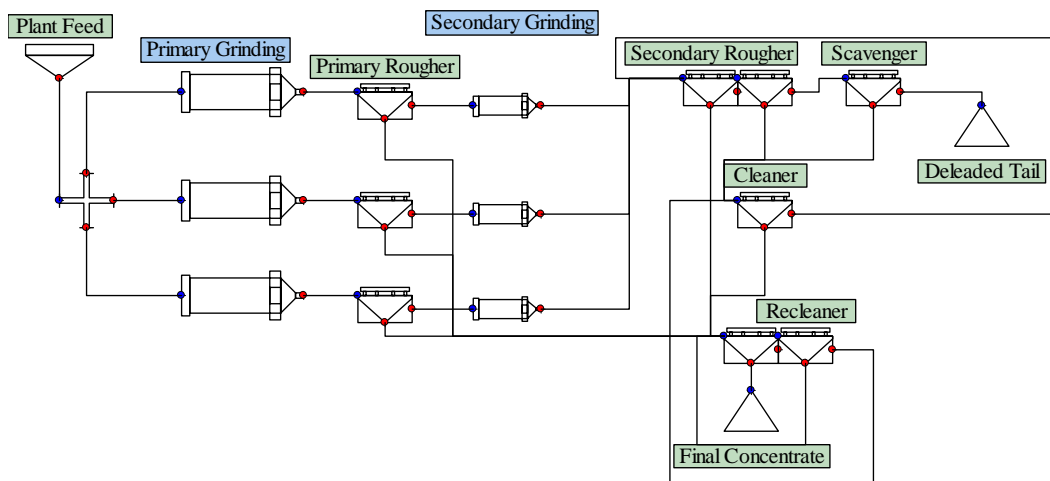 Plant Feed
Primary Grinding
Secondary Grinding
Primary Rougher
Secondary Rougher
Scavenger
Cleaner
Deleaded Tail
Recleaner
Final Concentrate